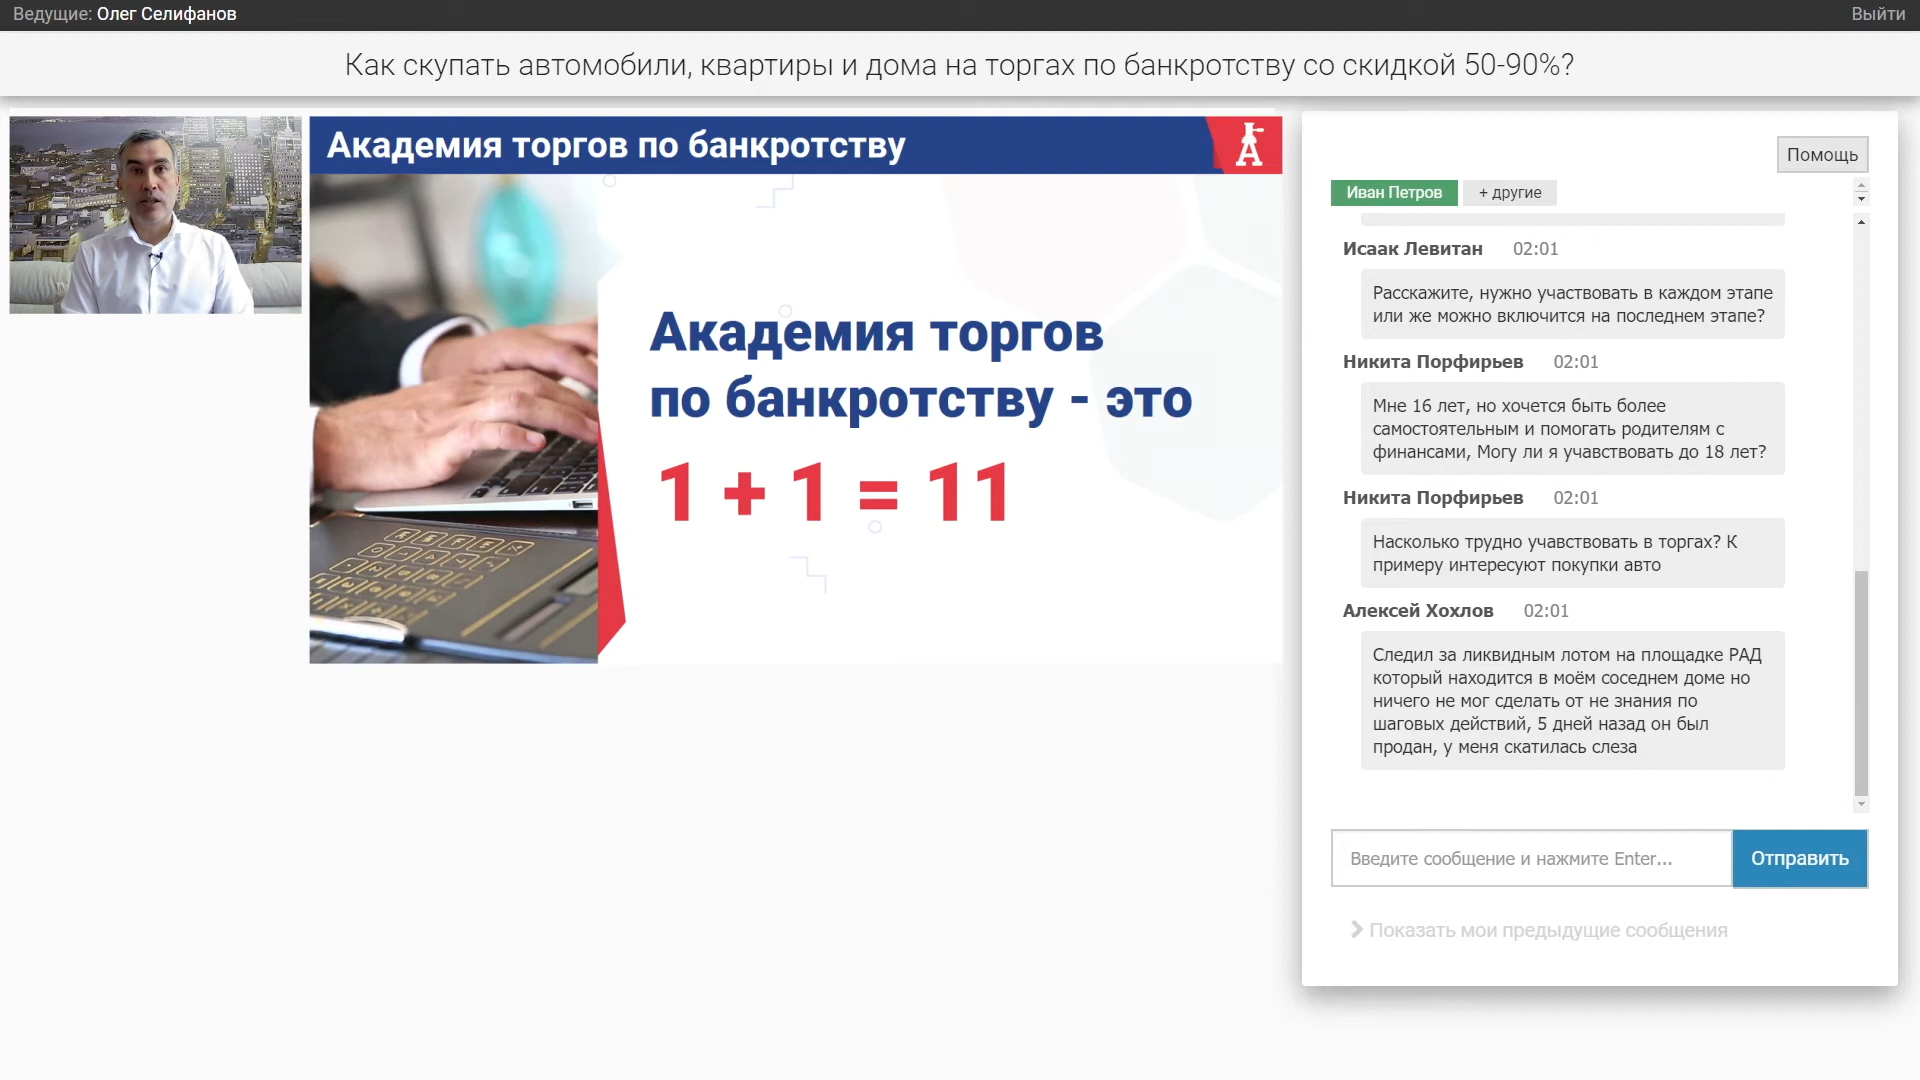 Ведущие: Олег Селифанов
Выйти
Как скупать автомобили, квартиры и дома на торгах по банкротству со скидкой 50-90%?
Академия торгов по банкротству
Академия торгов
по банкротству - это
1 + 1 = 11
Помощь
Иван Петров
+ другие
Исаак Левитан 02:01
Расскажите, нужно участвовать в каждом этапе
или же можно включится на последнем этапе?
Никита Порфирьев 02:01
Мне 16 лет, но хочется быть более
самостоятельным и помогать родителям с
финансами, Могу ли я учавствовать до 18 лет?
Никита Порфирьев 02:01
Насколько трудно учавствовать в торгах? К
примеру интересуют покупки авто
Алексей Хохлов 02:01
Следил за ликвидным лотом на площадке РАД
который находится в моём соседнем доме но
ничего не мог сделать от не знания по
шаговых действий, 5 дней назад он был
продан, у меня скатилась слеза
Введите сообщение и нажмите Enter...
Отправить
Показать мои предыдущие сообщения